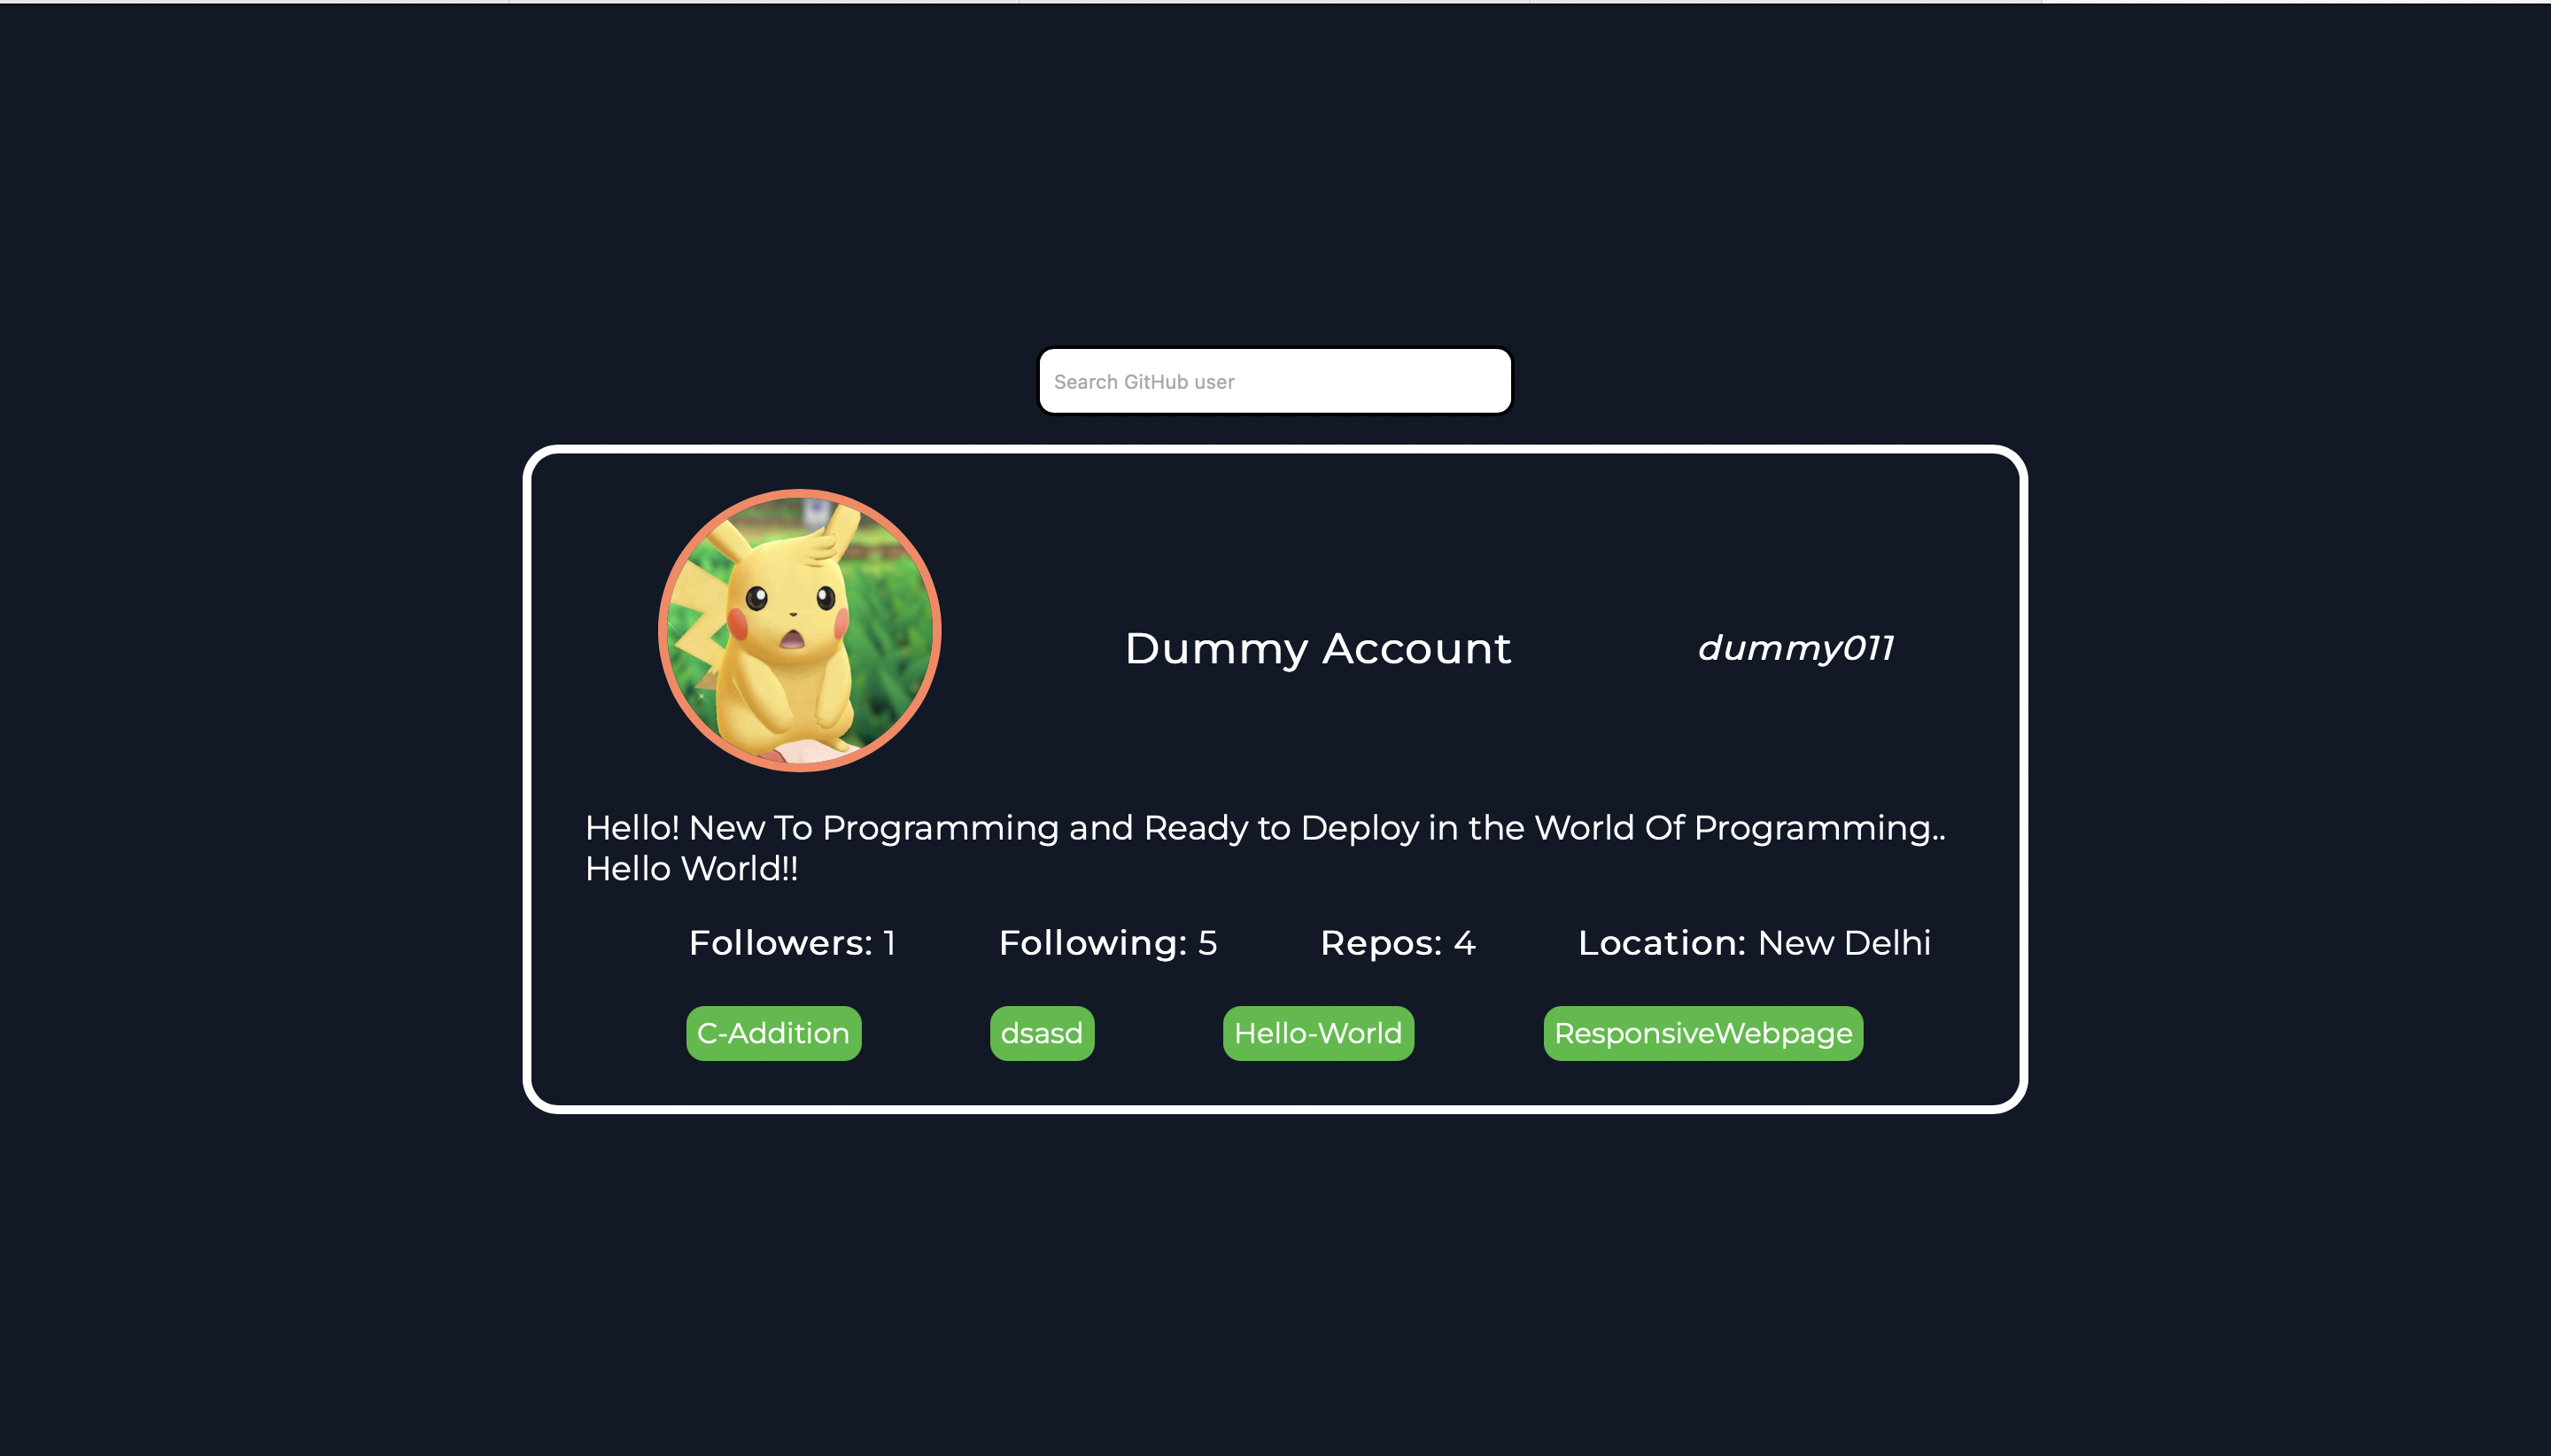 Search GitHub user
Dummy Account
dummy011
Hello! New To Programming and Ready to Deploy in the World Of Programming..
Hello World!!
Followers: 1 Following: 5 Repos: 4 Location: New Delhi
C-Addition dsasd Hello-World ResponsiveWebpage